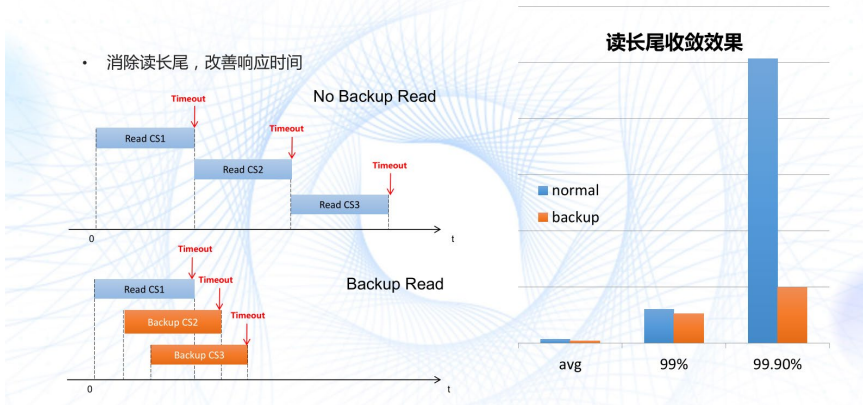 • 消除读长尾，改善响应时间
No Backup Read
Timeout
Read CS1
Timeout
Read CS2
Timeout
Read CS3
0
t
Backup Read
Timeout
Read CS1
Timeout
Backup CS2
Timeout
Backup CS3
0
t
读长尾收敛效果
normal
backup
avg 99% 99.90%